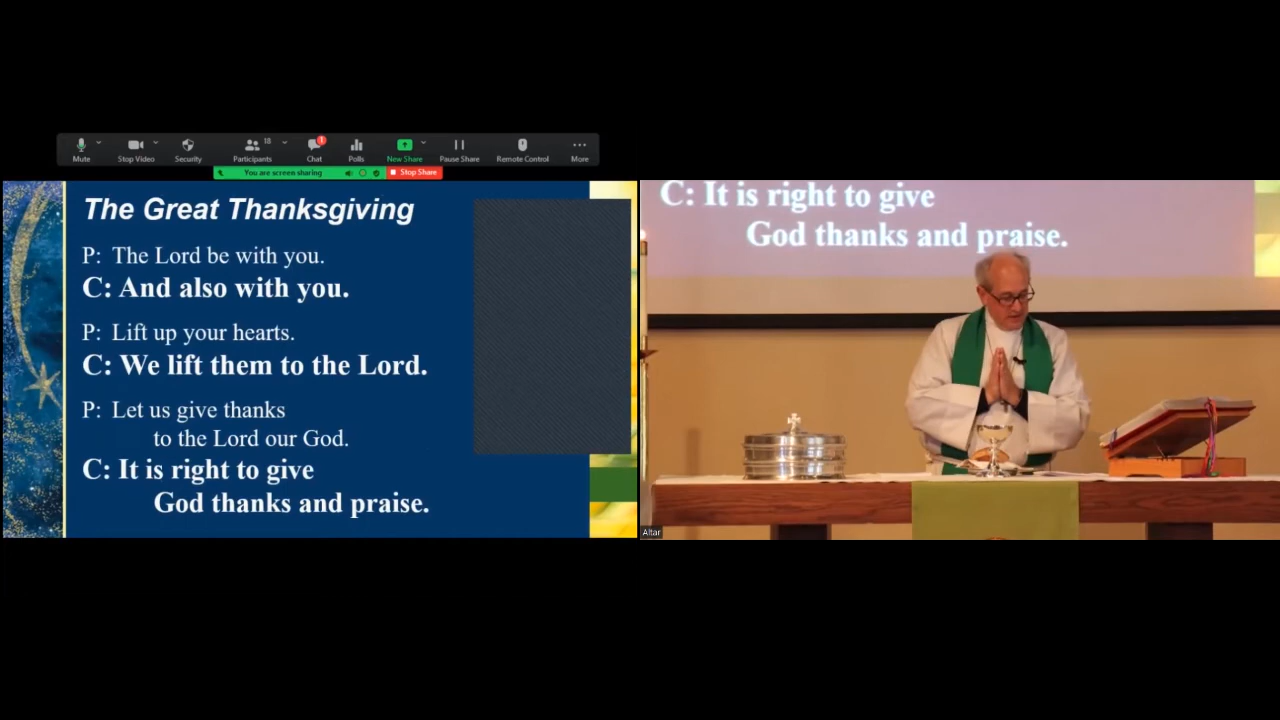 Mute
Stop Video
Security
Participants
18
Chat
1
Polls
New Share
Pause Share
Remote Control
More
You are screen sharing
Stop Share
The Great Thanksgiving
P: The Lord be with you.
C: And also with you.
P: Lift up your hearts.
C: We lift them to the Lord.
P: Let us give thanks
to the Lord our God.
C: It is right to give
God thanks and praise.
C: It is right to give
God thanks and praise.
Altar